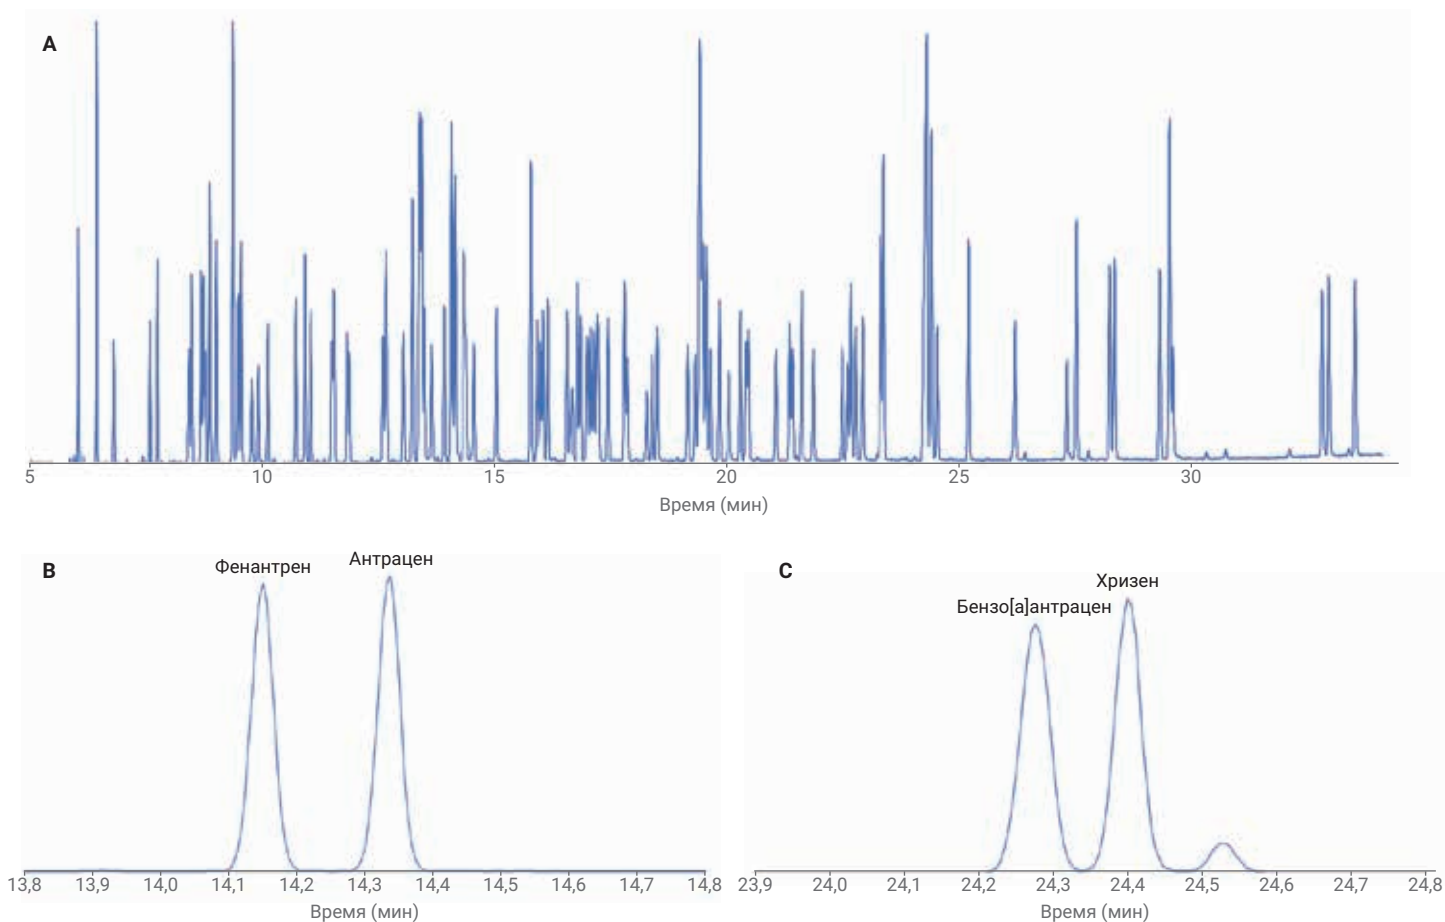 A
5 10 15 20 25 30
Время (мин)
B
Фенантрен
Антрацен
13,8 13,9 14,0 14,1 14,2 14,3 14,4 14,5 14,6 14,7 14,8
Время (мин)
C
Хризен
Бензо[а]антрацен
23,9 24,0 24,1 24,2 24,3 24,4 24,5 24,6 24,7 24,8
Время (мин)